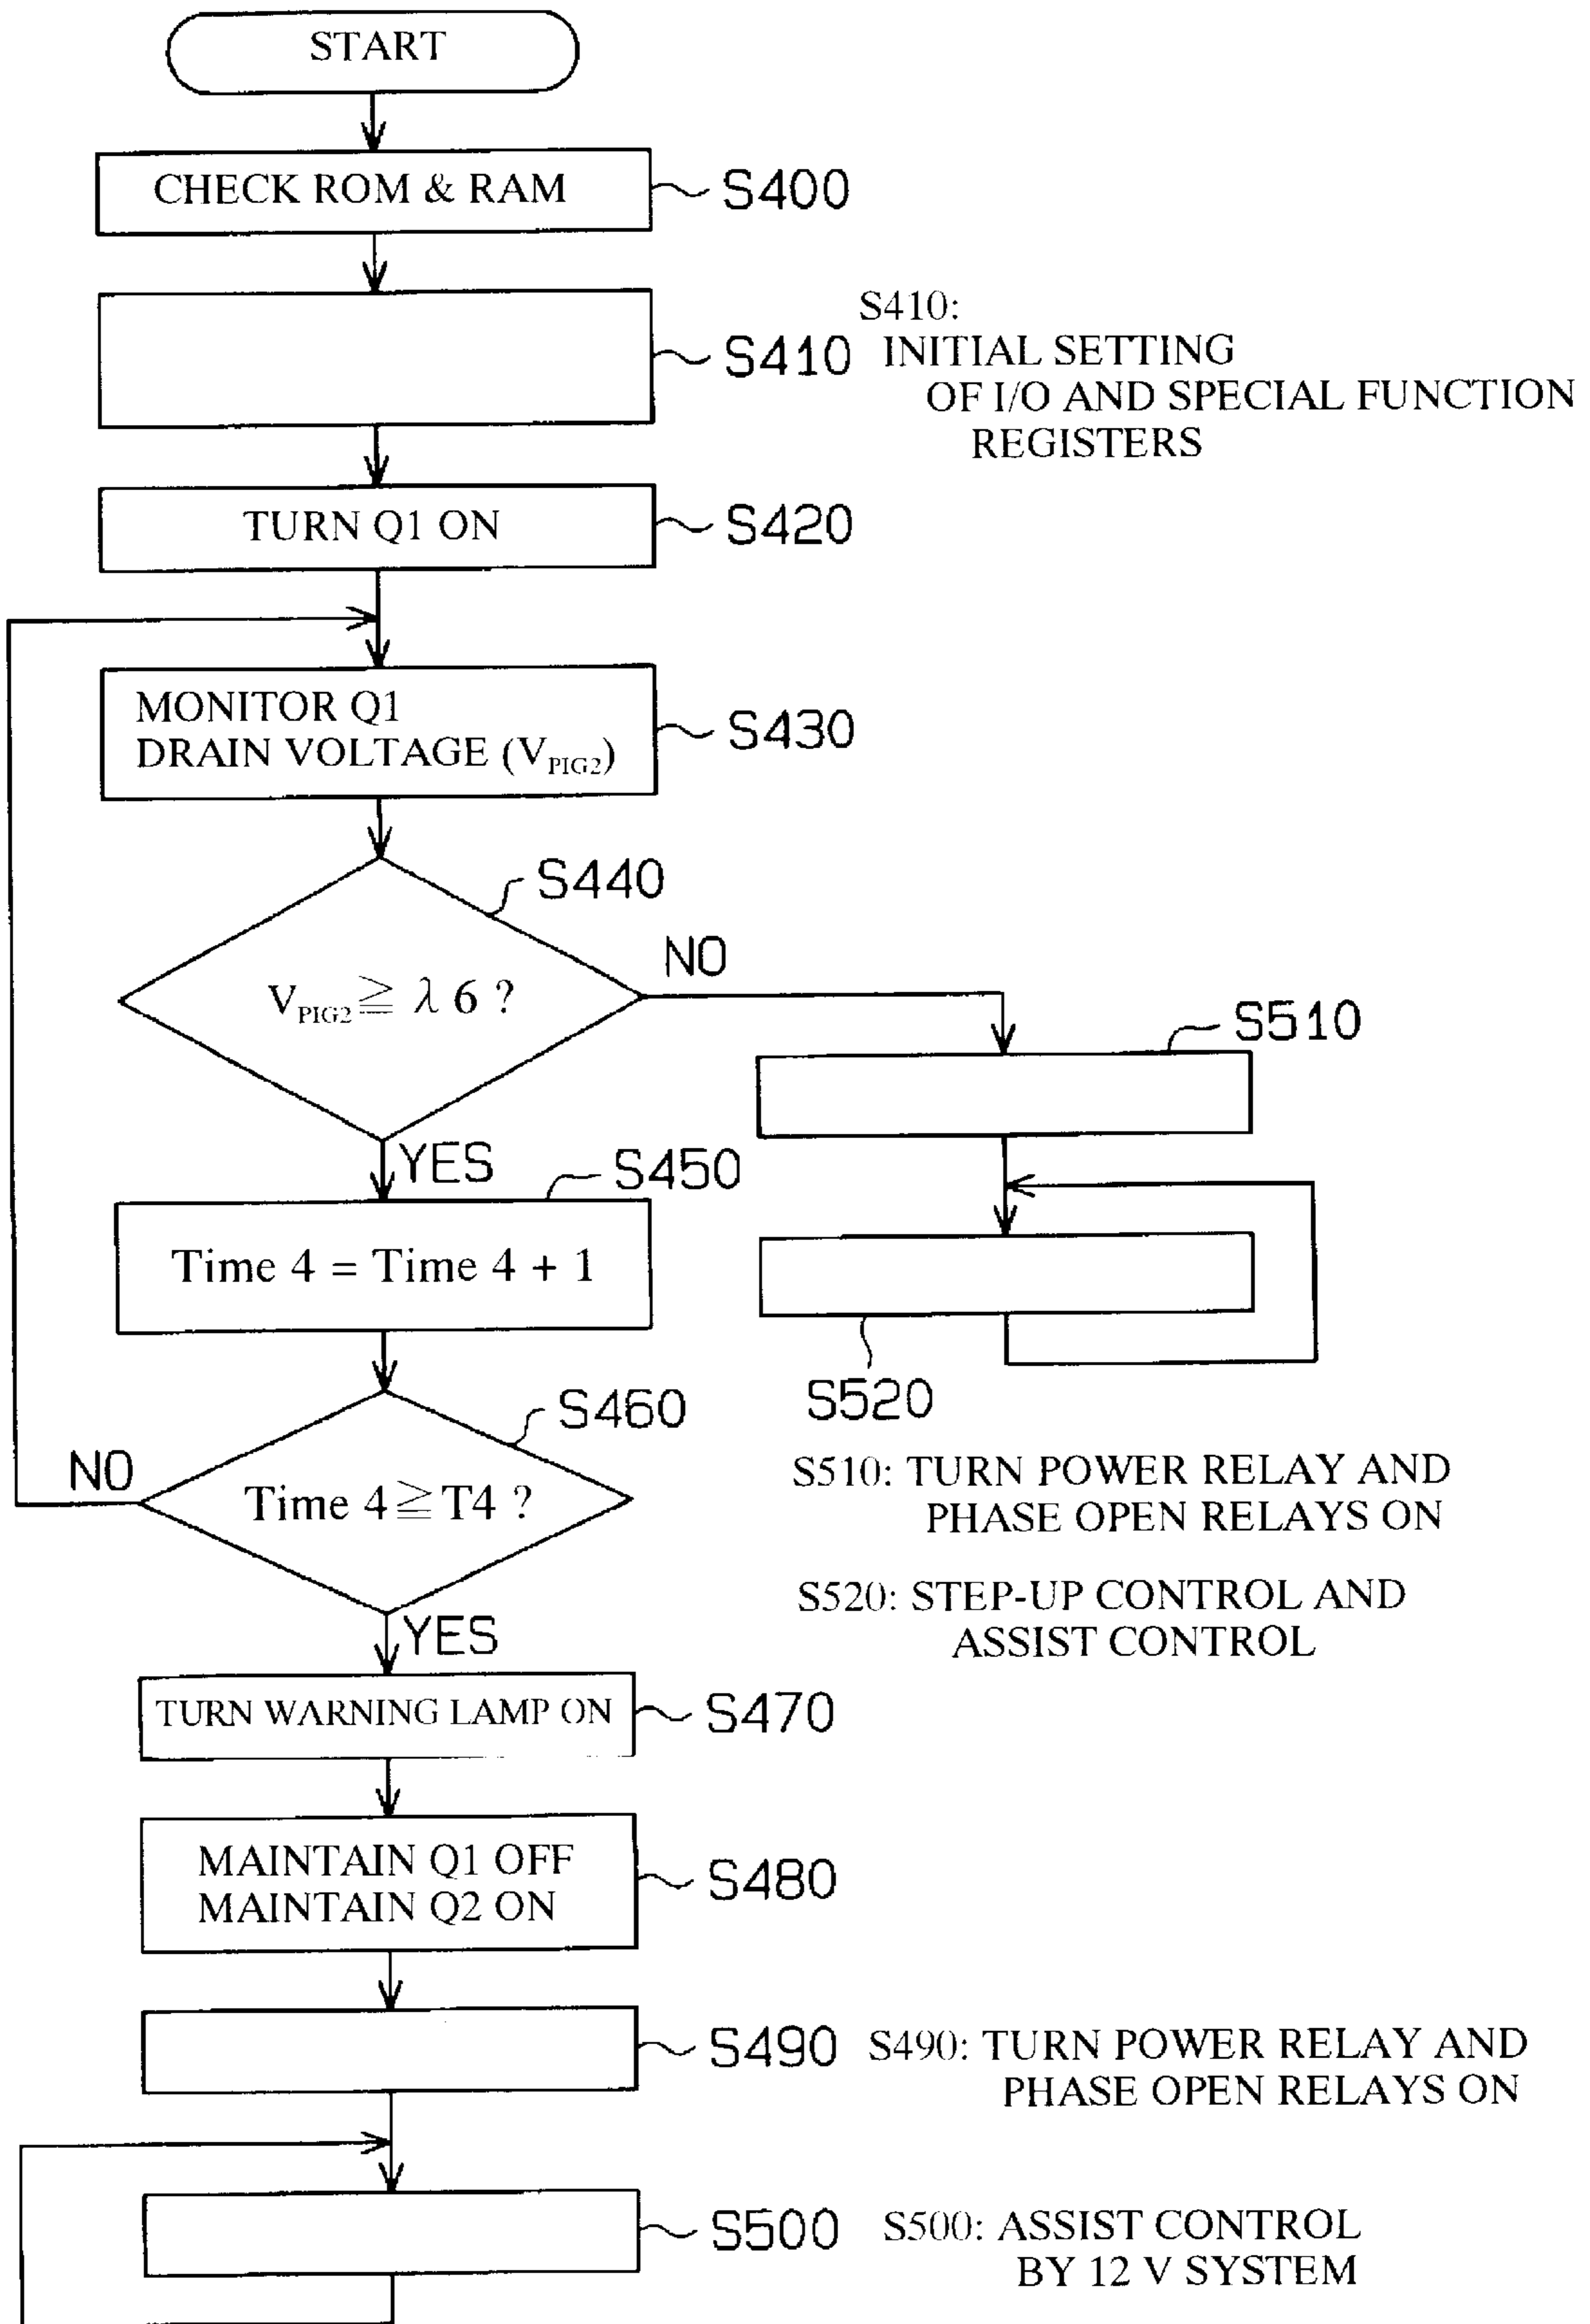 START
CHECK ROM & RAM
S400
S410
S410:
INITIAL SETTING
OF I/O AND SPECIAL FUNCTION
REGISTERS
TURN Q1 ON
S420
MONITOR Q1
DRAIN VOLTAGE (V_PIG2)
S430
S440
V_PIG2 ≧ λ 6 ?
NO
YES
S510
S450
Time 4 = Time 4 + 1
S520
S460
NO
Time 4 ≧ T4 ?
S510: TURN POWER RELAY AND
PHASE OPEN RELAYS ON
S520: STEP-UP CONTROL AND
ASSIST CONTROL
YES
TURN WARNING LAMP ON
S470
MAINTAIN Q1 OFF
MAINTAIN Q2 ON
S480
S490
S490: TURN POWER RELAY AND
PHASE OPEN RELAYS ON
S500
S500: ASSIST CONTROL
BY 12 V SYSTEM